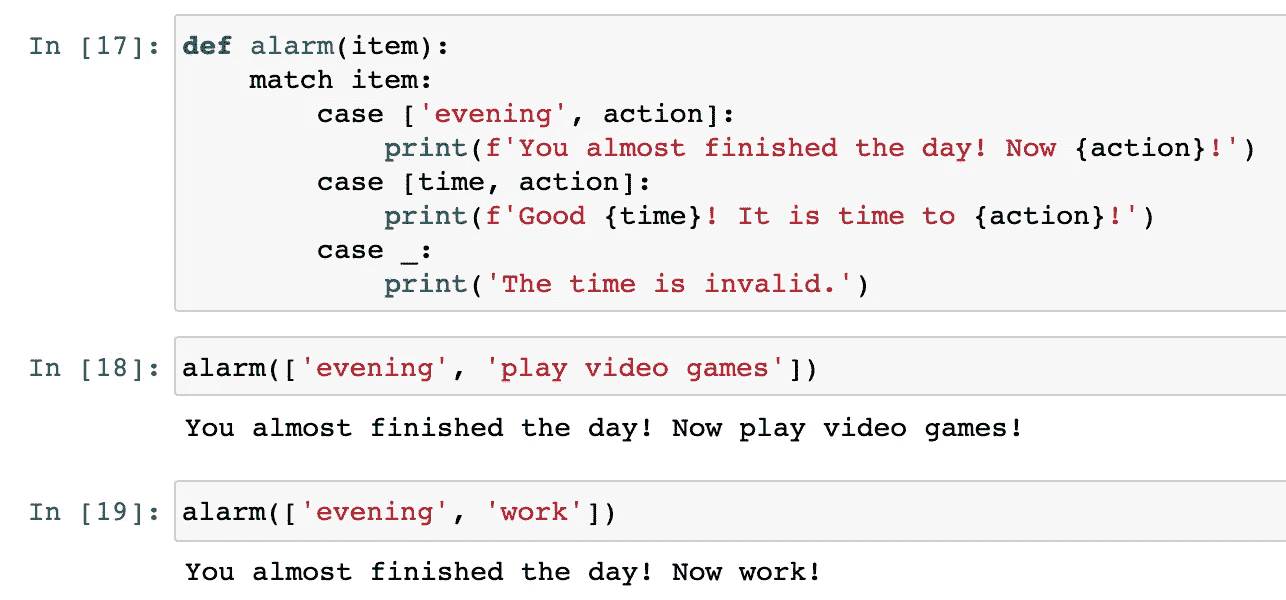 In [17]: def alarm(item):
    match item:
        case ['evening', action]:
            print(f'You almost finished the day! Now {action}!')
        case [time, action]:
            print(f'Good {time}! It is time to {action}!')
        case _:
            print('The time is invalid.')
In [18]: alarm(['evening', 'play video games'])
You almost finished the day! Now play video games!
In [19]: alarm(['evening', 'work'])
You almost finished the day! Now work!